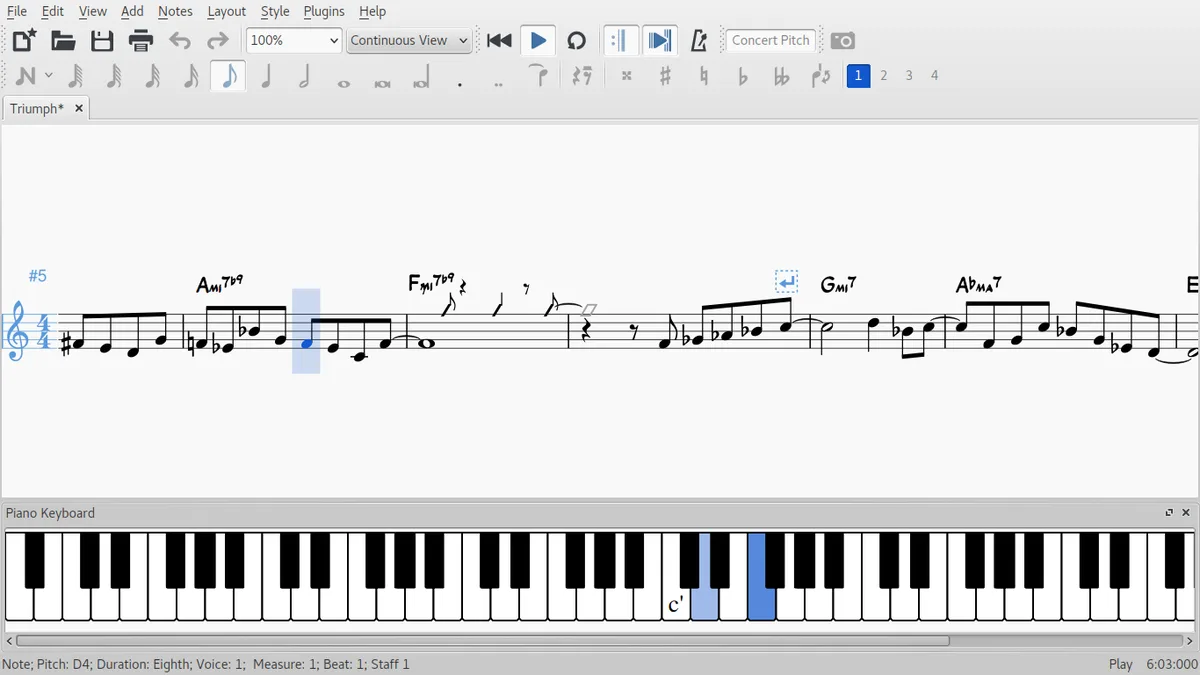 File Edit View Add Notes Layout Style Plugins Help
100% Continuous View Concert Pitch
1 2 3 4
Triumph*
#5 Ami7b9 Fmi7b9 Gmi7 Abma7 E
4
4
Piano Keyboard
c'
Note; Pitch: D4; Duration: Eighth; Voice: 1; Measure: 1; Beat: 1; Staff 1 Play 6:03:000